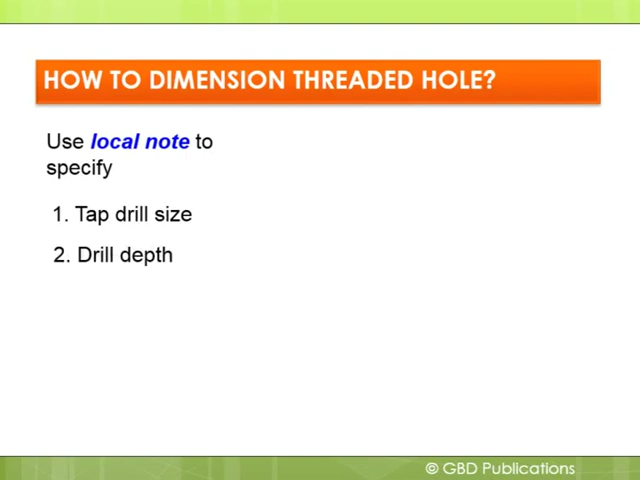 HOW TO DIMENSION THREADED HOLE?
Use local note to
specify
1. Tap drill size
2. Drill depth
© GBD Publications